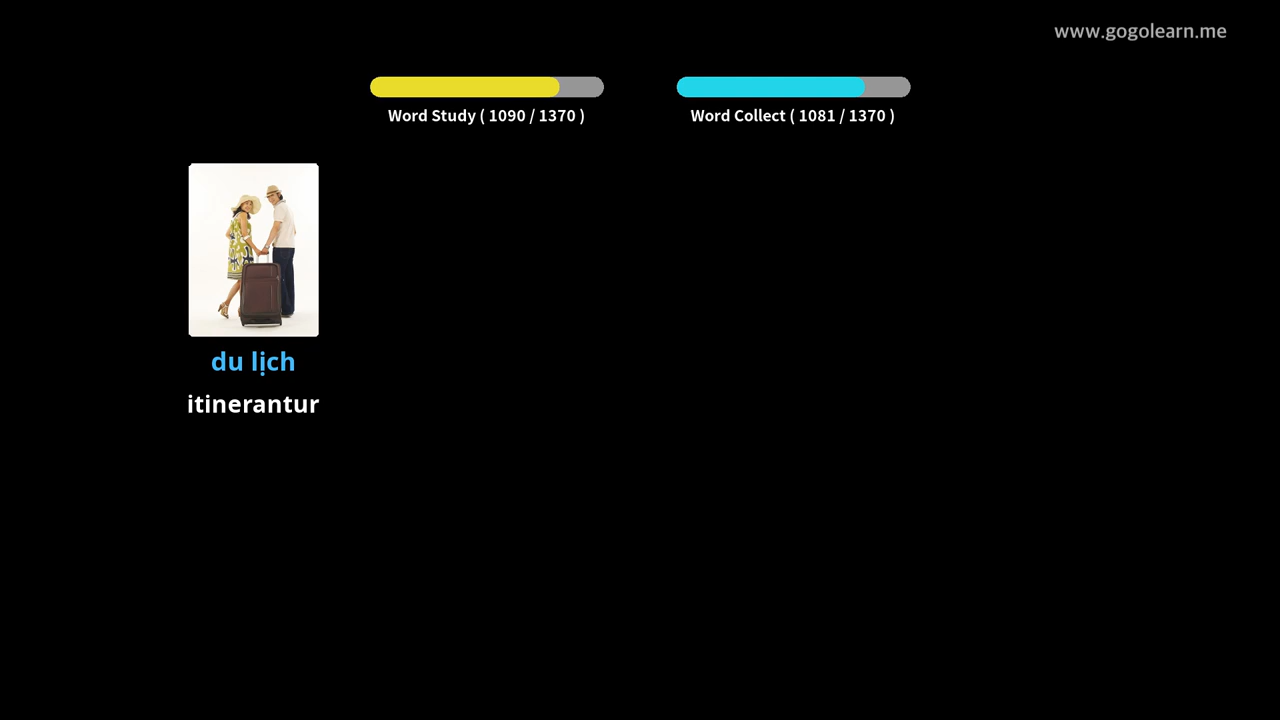 www.gogolearn.me
Word Study ( 1090 / 1370 )
Word Collect ( 1081 / 1370 )
du lịch
itinerantur